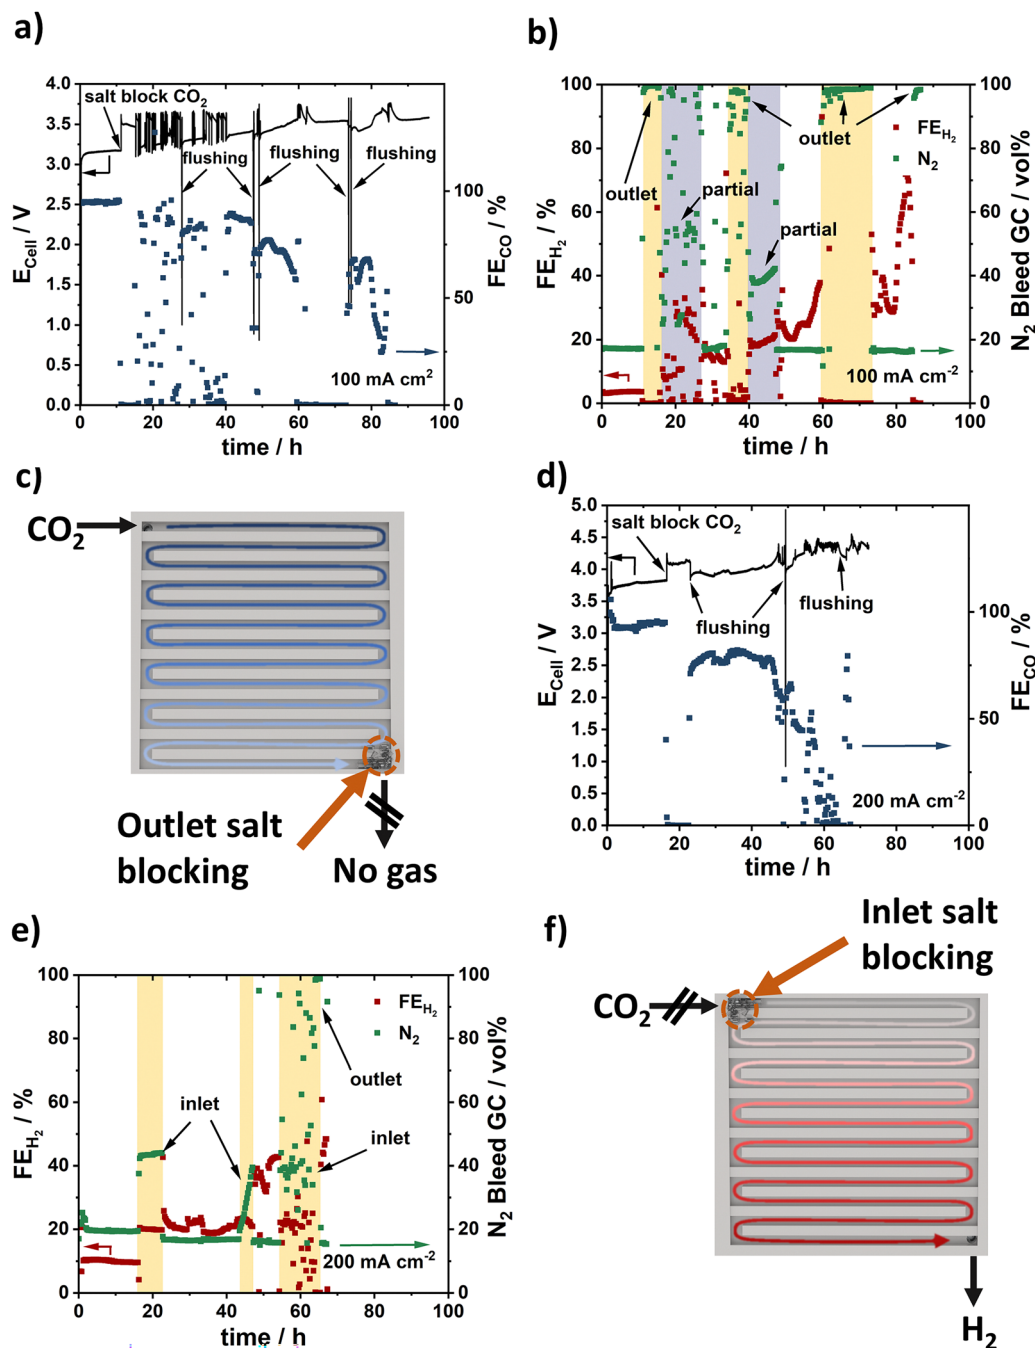 a)
4.0
3.5
3.0
2.5
2.0
1.5
1.0
0.5
0.0
E_Cell / V
salt block CO₂
flushing
flushing
flushing
100
50
0
FE_CO / %
100 mA cm²
0
20
40
60
80
100
time / h
b)
100
80
60
40
20
0
FE_H₂ / %
outlet
outlet
partial
partial
FE_H₂
N₂
100
80
60
40
20
0
N₂ Bleed GC / vol%
100 mA cm⁻²
0
20
40
60
80
100
time / h
c)
CO₂
Outlet salt
blocking
No gas
d)
5.0
4.5
4.0
3.5
3.0
2.5
2.0
1.5
1.0
0.5
0.0
E_Cell / V
salt block CO₂
flushing
flushing
100
50
0
FE_CO / %
200 mA cm⁻²
0
20
40
60
80
100
time / h
e)
100
80
60
40
20
0
FE_H₂ / %
FE_H₂
N₂
outlet
inlet
inlet
100
80
60
40
20
0
N₂ Bleed GC / vol%
200 mA cm⁻²
0
20
40
60
80
100
time / h
f)
Inlet salt
blocking
CO₂
H₂